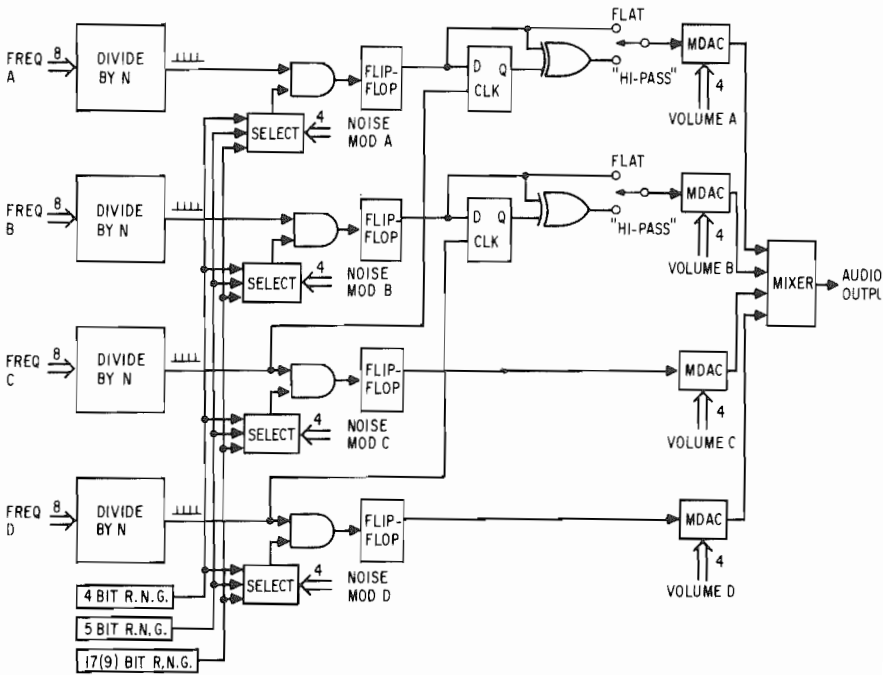 FREQ
A
8
DIVIDE
BY N
FLIP-
FLOP
D Q
CLK
FLAT
"HI-PASS"
MDAC
4
VOLUME A
SELECT
4
NOISE
MOD A
FREQ
B
8
DIVIDE
BY N
FLIP-
FLOP
D Q
CLK
FLAT
"HI-PASS"
MDAC
4
VOLUME B
SELECT
4
NOISE
MOD B
MIXER
AUDIO
OUTPU
FREQ
C
8
DIVIDE
BY N
FLIP-
FLOP
MDAC
4
VOLUME C
SELECT
4
NOISE
MOD C
FREQ
D
8
DIVIDE
BY N
FLIP-
FLOP
MDAC
4
VOLUME D
SELECT
4
NOISE
MOD D
4 BIT R.N.G.
5 BIT R.N.G.
17(9) BIT R.N.G.